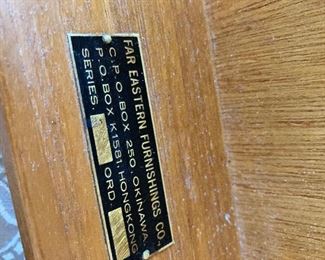 FAR EASTERN FURNISHINGS CO.,
C.P.O.BOX 250, OKINAWA.
P.O.BOX K1581, HONGKONG
SERIES. ORD.